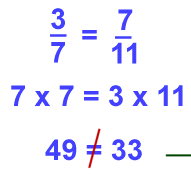 3/7 = 7/11
7 x 7 = 3 x 11
49 ≠ 33